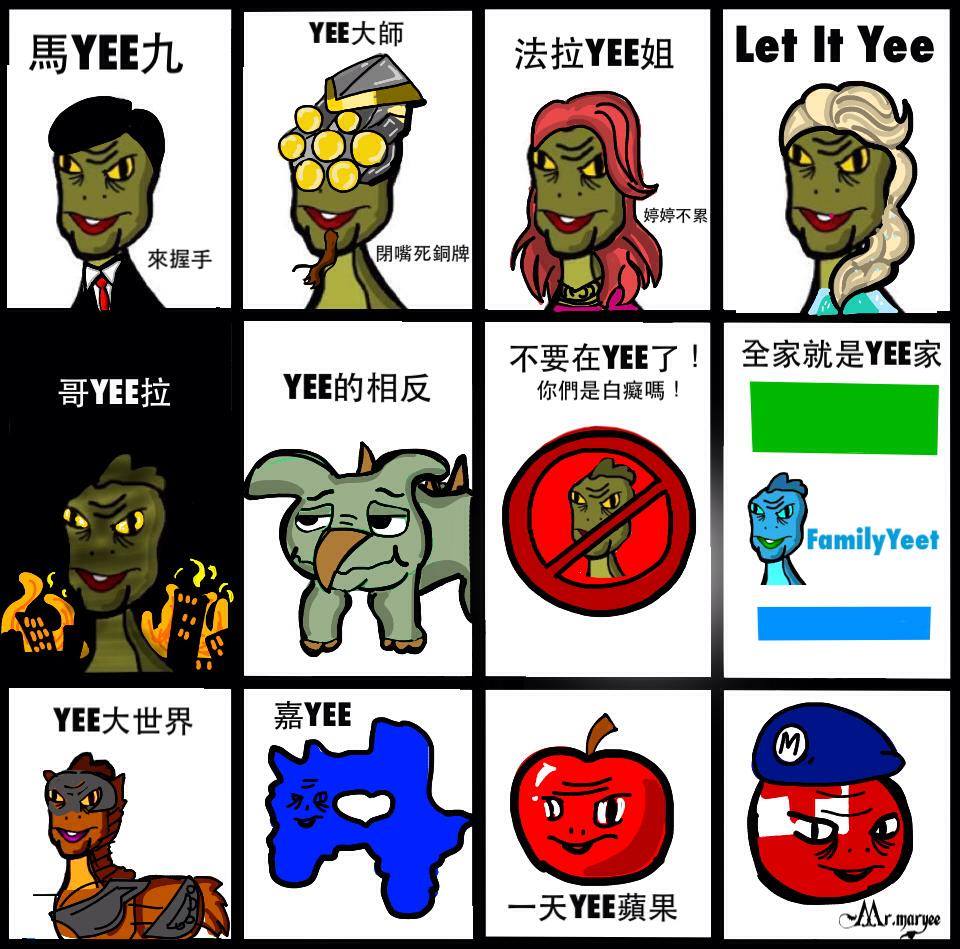 馬YEE九
來握手
YEE大師
閉嘴死銅牌
法拉YEE姐
婷婷不累
Let It Yee
哥YEE拉
YEE的相反
不要在YEE了！
你們是白癡嗎！
全家就是YEE家
FamilyYeet
YEE大世界
嘉YEE
一天YEE蘋果
M
Mr.maryee